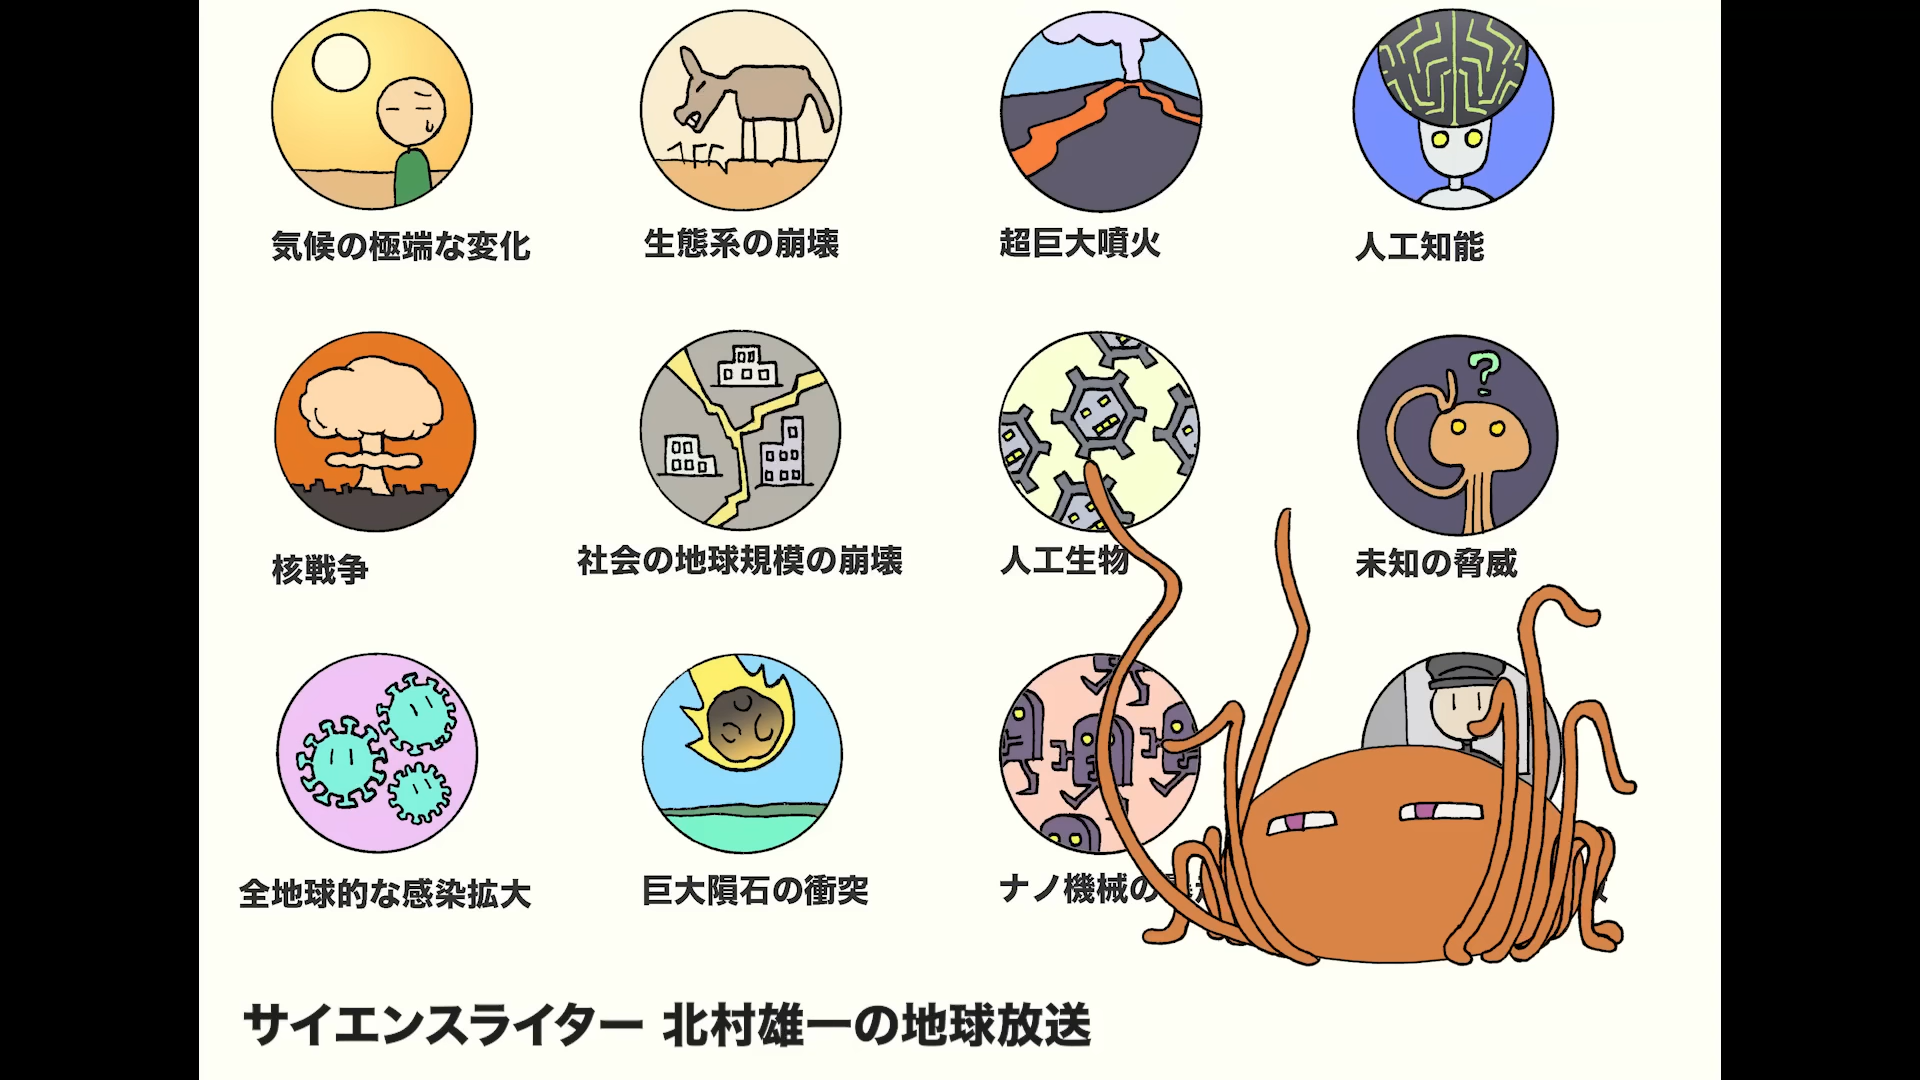 気候の極端な変化
生態系の崩壊
超巨大噴火
人工知能
核戦争
社会の地球規模の崩壊
人工生物
未知の脅威
?
全地球的な感染拡大
巨大隕石の衝突
ナノ機械の
サイエンスライター 北村雄一の地球放送